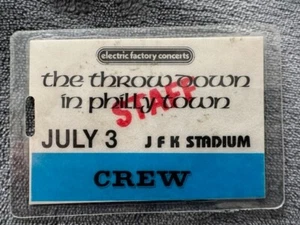 electric factory concerts
the throw down
in philly town
STAFF
JULY 3 JFK STADIUM
CREW